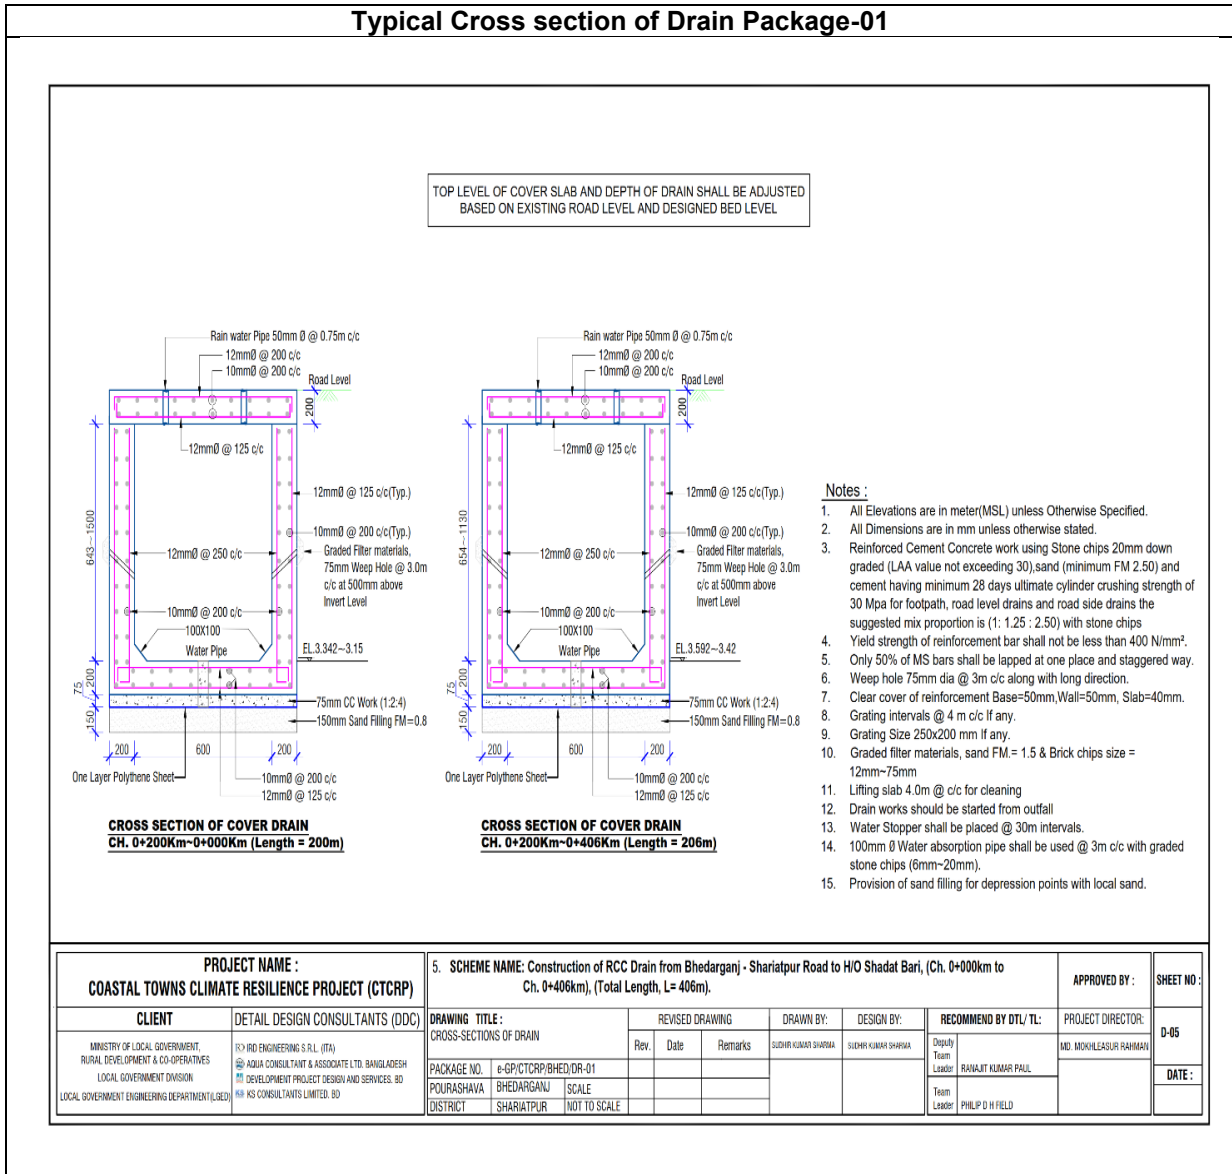 Typical Cross section of Drain Package-01
TOP LEVEL OF COVER SLAB AND DEPTH OF DRAIN SHALL BE ADJUSTED
BASED ON EXISTING ROAD LEVEL AND DESIGNED BED LEVEL
Rain water Pipe 50mm Ø @ 0.75m c/c
12mmØ @ 200 c/c
10mmØ @ 200 c/c
Road Level
200
12mmØ @ 125 c/c
12mmØ @ 125 c/c(Typ.)
10mmØ @ 200 c/c(Typ.)
643~1500
12mmØ @ 250 c/c
Graded Filter materials,
75mm Weep Hole @ 3.0m
c/c at 500mm above
Invert Level
10mmØ @ 200 c/c
100X100
Water Pipe
EL.3.342~3.15
200
75
150
75mm CC Work (1:2:4)
150mm Sand Filling FM=0.8
200
600
200
One Layer Polythene Sheet
10mmØ @ 200 c/c
12mmØ @ 125 c/c
CROSS SECTION OF COVER DRAIN
CH. 0+200Km~0+000Km (Length = 200m)
Rain water Pipe 50mm Ø @ 0.75m c/c
12mmØ @ 200 c/c
10mmØ @ 200 c/c
Road Level
200
12mmØ @ 125 c/c
12mmØ @ 125 c/c(Typ.)
10mmØ @ 200 c/c(Typ.)
654~1130
12mmØ @ 250 c/c
Graded Filter materials,
75mm Weep Hole @ 3.0m
c/c at 500mm above
Invert Level
10mmØ @ 200 c/c
100X100
Water Pipe
EL.3.592~3.42
200
75
150
75mm CC Work (1:2:4)
150mm Sand Filling FM=0.8
200
600
200
One Layer Polythene Sheet
10mmØ @ 200 c/c
12mmØ @ 125 c/c
CROSS SECTION OF COVER DRAIN
CH. 0+200Km~0+406Km (Length = 206m)
Notes :
1. All Elevations are in meter(MSL) unless Otherwise Specified.
2. All Dimensions are in mm unless otherwise stated.
3. Reinforced Cement Concrete work using Stone chips 20mm down
graded (LAA value not exceeding 30),sand (minimum FM 2.50) and
cement having minimum 28 days ultimate cylinder crushing strength of
30 Mpa for footpath, road level drains and road side drains the
suggested mix proportion is (1: 1.25 : 2.50) with stone chips
4. Yield strength of reinforcement bar shall not be less than 400 N/mm².
5. Only 50% of MS bars shall be lapped at one place and staggered way.
6. Weep hole 75mm dia @ 3m c/c along with long direction.
7. Clear cover of reinforcement Base=50mm,Wall=50mm, Slab=40mm.
8. Grating intervals @ 4 m c/c If any.
9. Grating Size 250x200 mm If any.
10. Graded filter materials, sand FM.= 1.5 & Brick chips size =
12mm~75mm
11. Lifting slab 4.0m @ c/c for cleaning
12. Drain works should be started from outfall
13. Water Stopper shall be placed @ 30m intervals.
14. 100mm Ø Water absorption pipe shall be used @ 3m c/c with graded
stone chips (6mm~20mm).
15. Provision of sand filling for depression points with local sand.
PROJECT NAME :
COASTAL TOWNS CLIMATE RESILIENCE PROJECT (CTCRP)
CLIENT
MINISTRY OF LOCAL GOVERNMENT,
RURAL DEVELOPMENT & CO-OPERATIVES
LOCAL GOVERNMENT DIVISION
LOCAL GOVERNMENT ENGINEERING DEPARTMENT(LGED)
DETAIL DESIGN CONSULTANTS (DDC)
IRD ENGINEERING S.R.L. (ITA)
AQUA CONSULTANT & ASSOCIATE LTD. BANGLADESH
DEVELOPMENT PROJECT DESIGN AND SERVICES. BD
KS CONSULTANTS LIMITED. BD
5. SCHEME NAME: Construction of RCC Drain from Bhedarganj - Shariatpur Road to H/O Shadat Bari, (Ch. 0+000km to
Ch. 0+406km), (Total Length, L= 406m).
DRAWING TITLE :
CROSS-SECTIONS OF DRAIN
PACKAGE NO. e-GP/CTCRP/BHED/DR-01
POURASHAVA BHEDARGANJ SCALE
DISTRICT SHARIATPUR NOT TO SCALE
REVISED DRAWING
Rev. Date Remarks
DRAWN BY:
SUDHIR KUMAR SHARMA
DESIGN BY:
SUDHIR KUMAR SHARMA
RECOMMEND BY DTL/ TL:
Deputy
Team
Leader RANAJIT KUMAR PAUL
Team
Leader PHILIP D H FIELD
APPROVED BY :
PROJECT DIRECTOR:
MD. MOKHLEASUR RAHMAN
SHEET NO :
D-05
DATE :